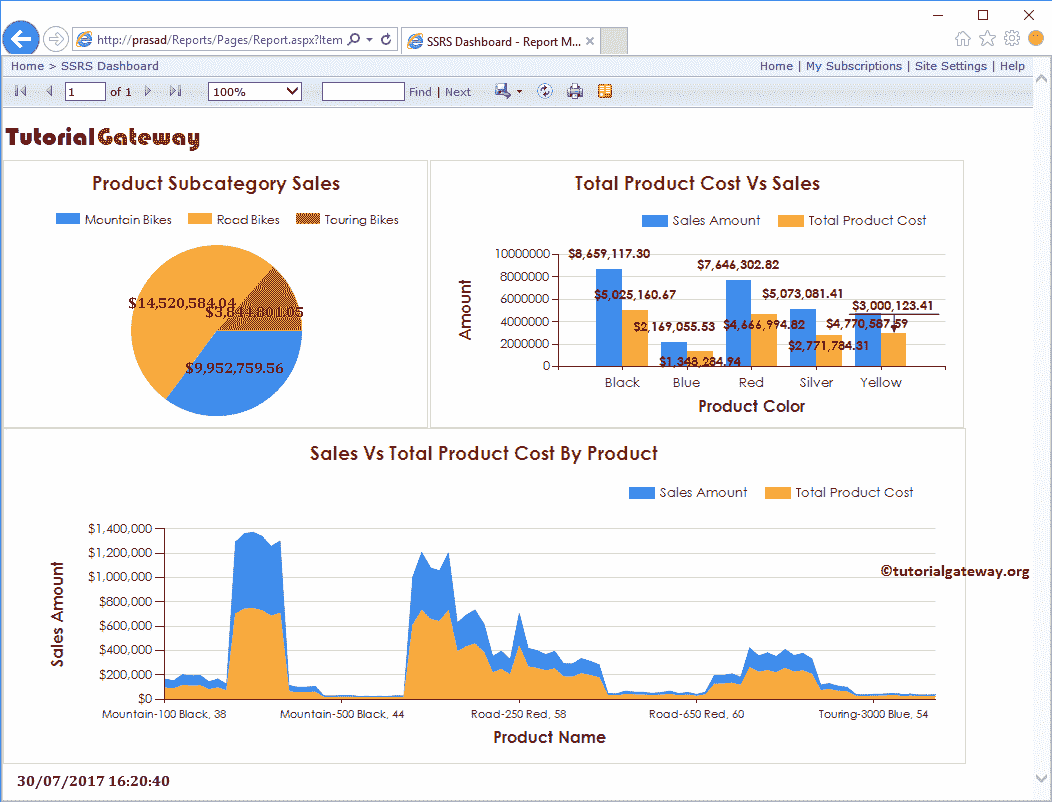 http://prasad/Reports/Pages/Report.aspx?Item
SSRS Dashboard - Report M...
Home > SSRS Dashboard
Home | My Subscriptions | Site Settings | Help
1 of 1
100%
Find | Next
TutorialGateway
Product Subcategory Sales
Mountain Bikes Road Bikes Touring Bikes
$14,520,584.04
$3,844,801.05
$9,952,759.56
Total Product Cost Vs Sales
Sales Amount Total Product Cost
Amount
10000000
8000000
6000000
4000000
2000000
0
$8,659,117.30
$5,025,160.67
$2,169,055.53
$1,348,284.94
$7,646,302.82
$4,666,994.82
$5,073,081.41
$2,771,784.31
$3,000,123.41
$4,770,587.59
Black Blue Red Silver Yellow
Product Color
Sales Vs Total Product Cost By Product
Sales Amount Total Product Cost
Sales Amount
$1,400,000
$1,200,000
$1,000,000
$800,000
$600,000
$400,000
$200,000
$0
©tutorialgateway.org
Mountain-100 Black, 38 Mountain-500 Black, 44 Road-250 Red, 58 Road-650 Red, 60 Touring-3000 Blue, 54
Product Name
30/07/2017 16:20:40